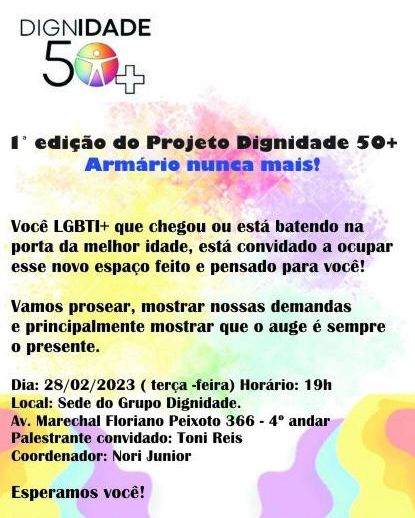 DIGNIDADE
50+
1ª edição do Projeto Dignidade 50+
Armário nunca mais!
Você LGBTI+ que chegou ou está batendo na
porta da melhor idade, está convidado a ocupar
esse novo espaço feito e pensado para você!
Vamos prosear, mostrar nossas demandas
e principalmente mostrar que o auge é sempre
o presente.
Dia: 28/02/2023 ( terça -feira) Horário: 19h
Local: Sede do Grupo Dignidade.
Av. Marechal Floriano Peixoto 366 - 4º andar
Palestrante convidado: Toni Reis
Coordenador: Nori Junior
Esperamos você!